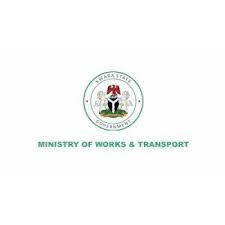 KWARA STATE
GOVERNMENT
MINISTRY OF WORKS & TRANSPORT